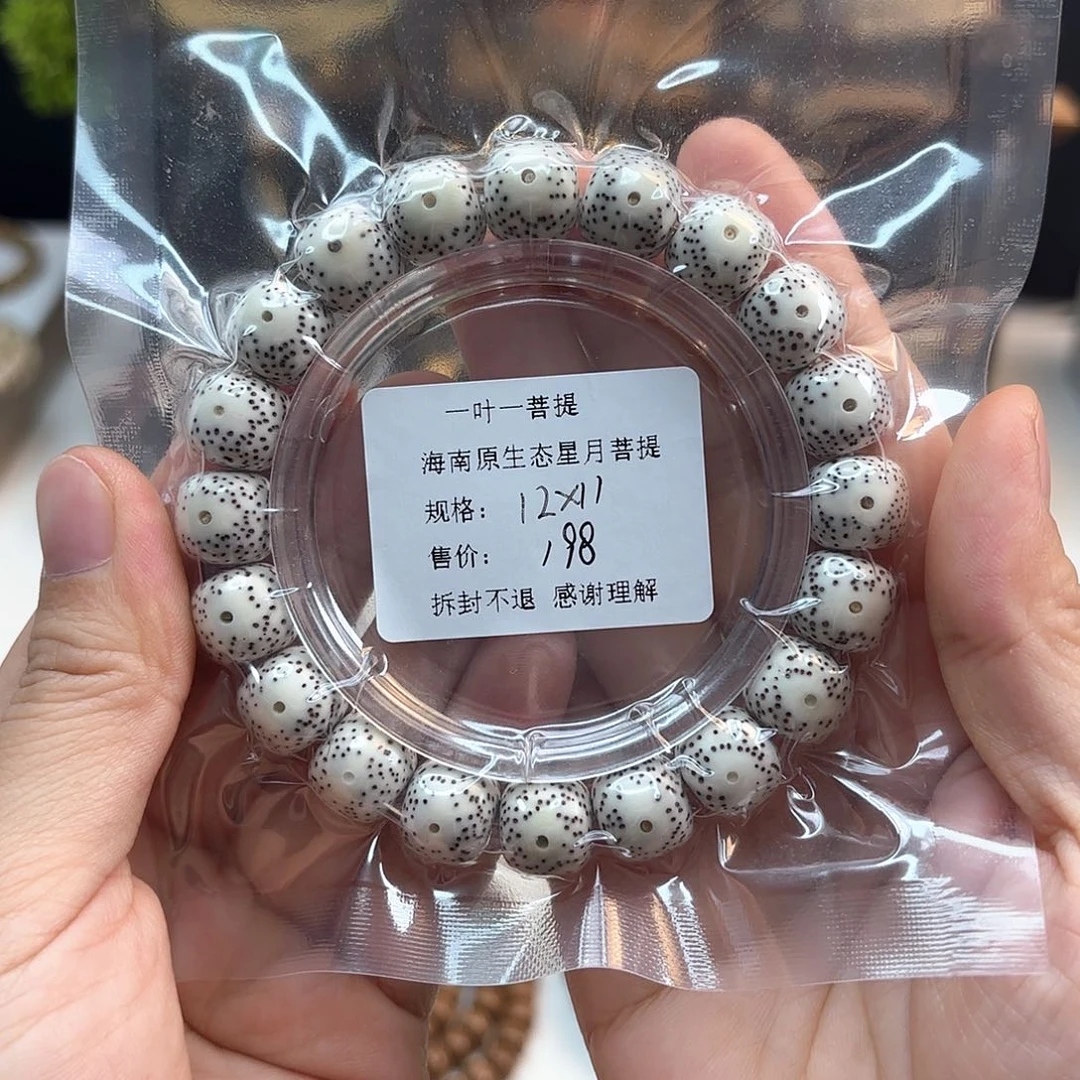 一叶一菩提
海南原生态星月菩提
规格： 12×11
售价： 198
拆封不退 感谢理解